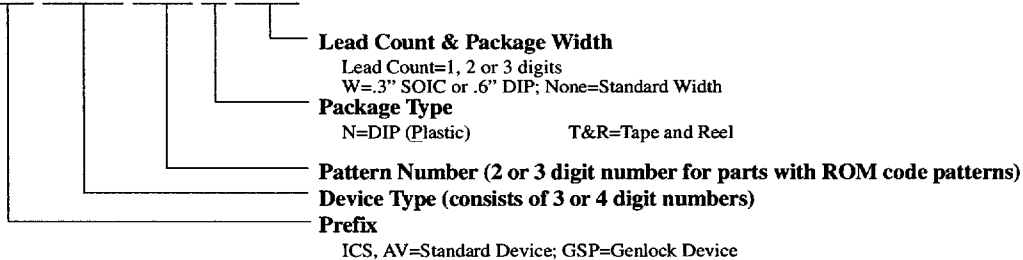 Lead Count & Package Width
Lead Count=1, 2 or 3 digits
W=.3” SOIC or .6” DIP; None=Standard Width
Package Type
N=DIP (Plastic) T&R=Tape and Reel
Pattern Number (2 or 3 digit number for parts with ROM code patterns)
Device Type (consists of 3 or 4 digit numbers)
Prefix
ICS, AV=Standard Device; GSP=Genlock Device